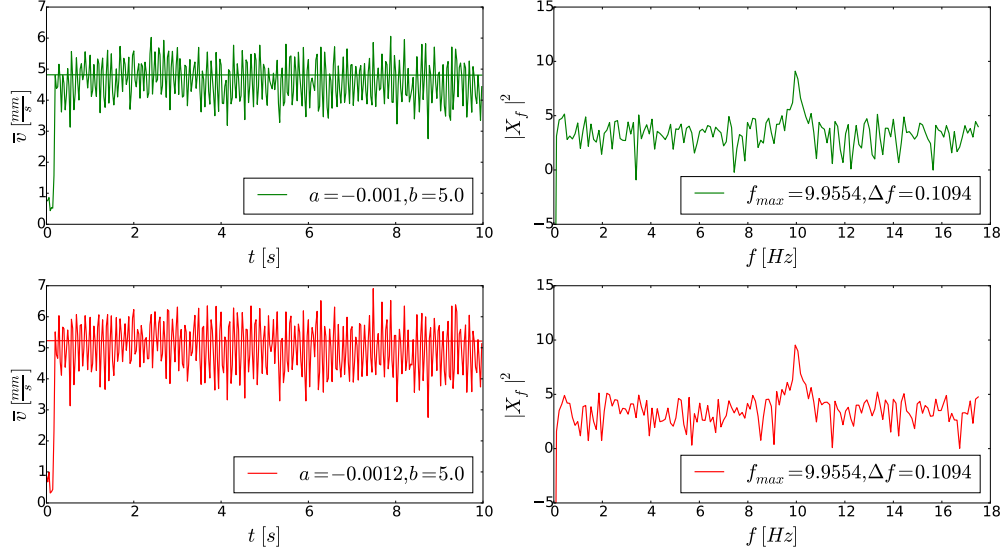 7
6
5
4
3
2
1
0
v̅ [mm/s]
0 2 4 6 8 10
t [s]
a=−0.001,b=5.0
15
10
5
0
−5
|X_f|²
0 2 4 6 8 10 12 14 16 18
f [Hz]
f_max=9.9554,Δf=0.1094
7
6
5
4
3
2
1
0
v̅ [mm/s]
0 2 4 6 8 10
t [s]
a=−0.0012,b=5.0
15
10
5
0
−5
|X_f|²
0 2 4 6 8 10 12 14 16 18
f [Hz]
f_max=9.9554,Δf=0.1094